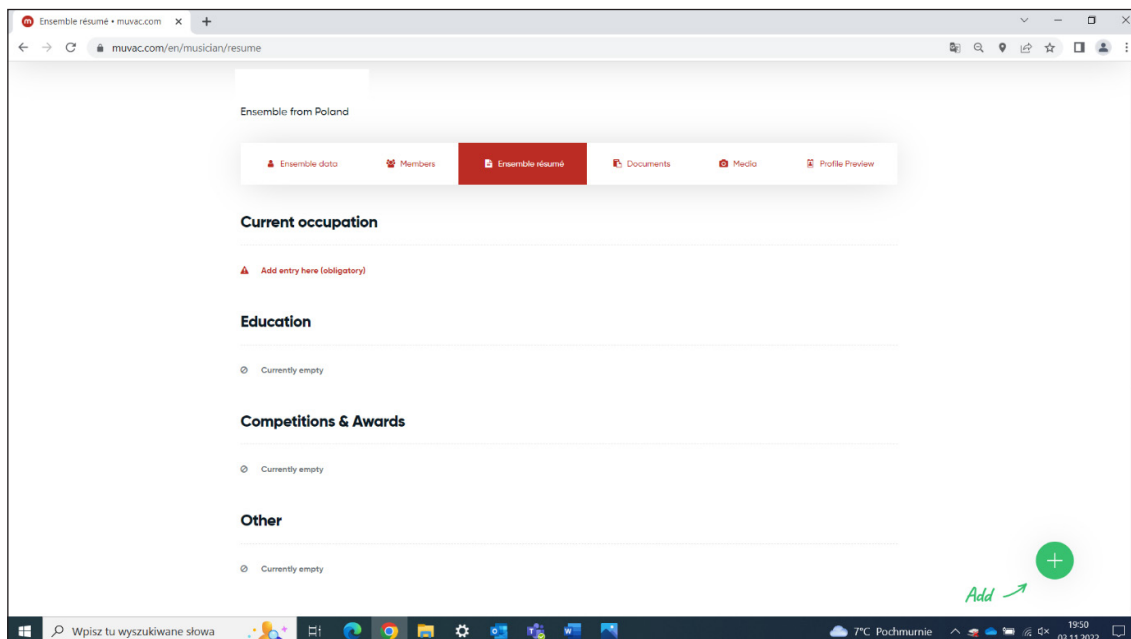 Ensemble résumé • muvac.com
muvac.com/en/musician/resume
Ensemble from Poland
Ensemble data Members Ensemble résumé Documents Media Profile Preview
Current occupation
Add entry here (obligatory)
Education
Currently empty
Competitions & Awards
Currently empty
Other
Currently empty
Add
Wpisz tu wyszukiwane słowa
7°C Pochmurnie
19:50